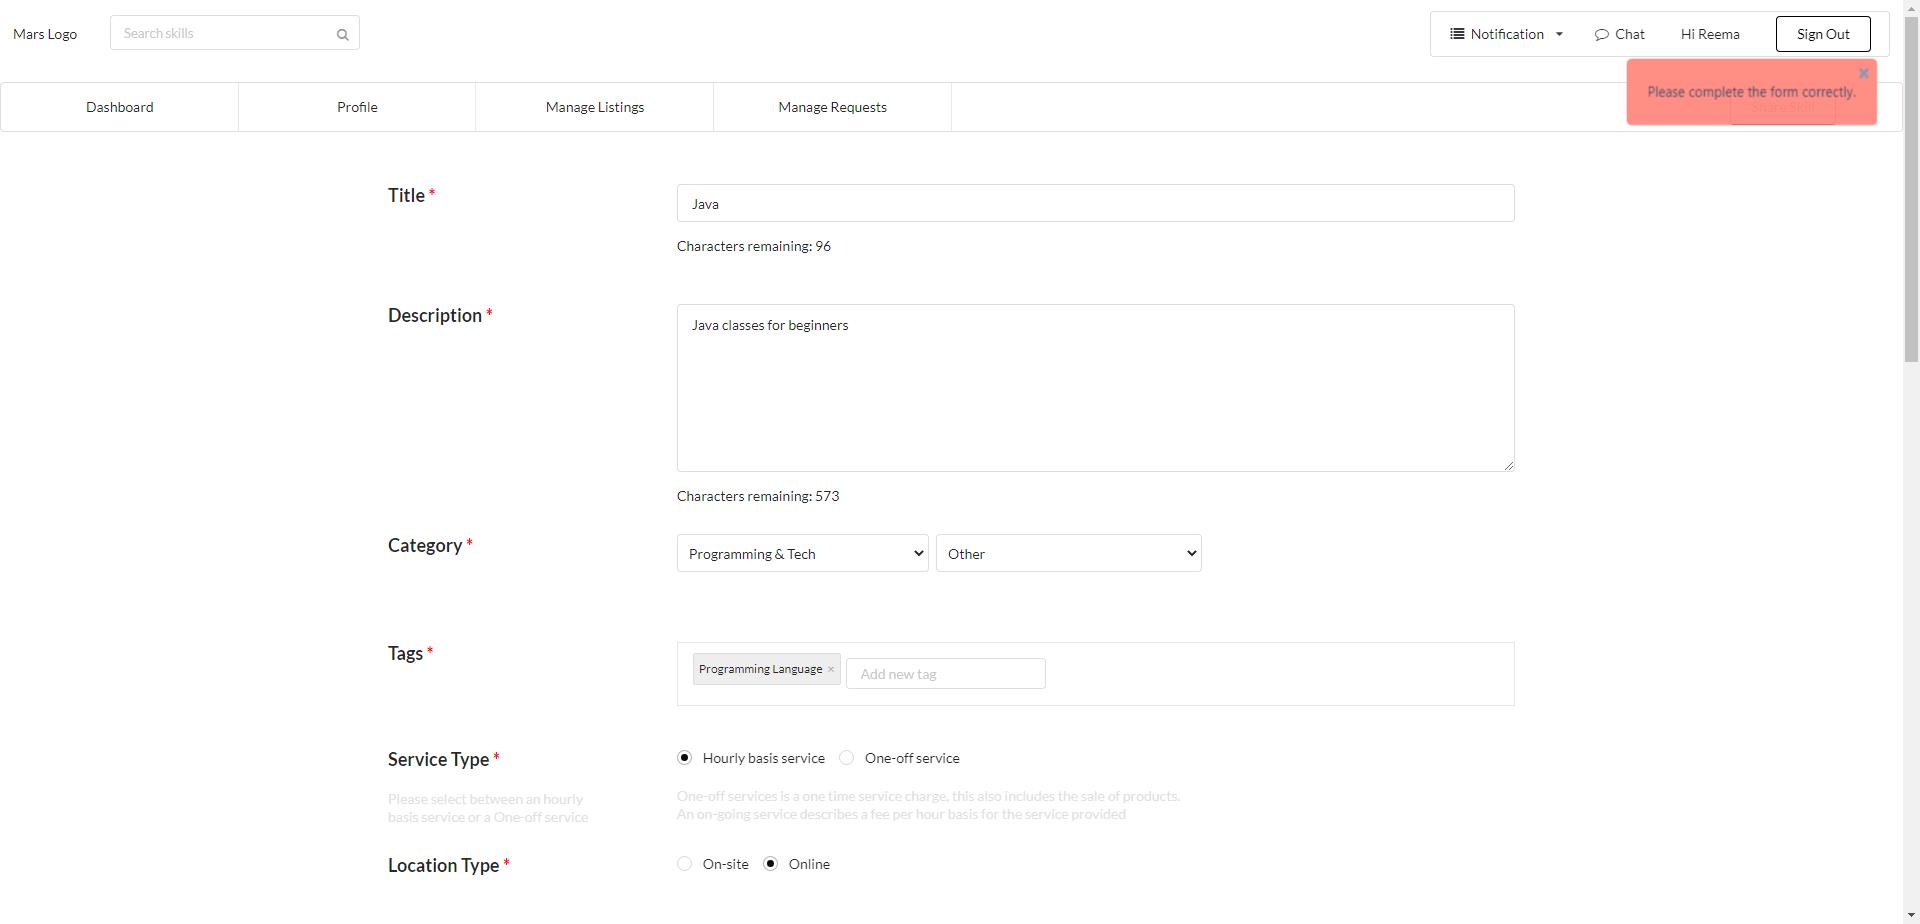 Mars Logo
Search skills
Notification
Chat
Hi Reema
Sign Out
Please complete the form correctly.
Share Skill
Dashboard
Profile
Manage Listings
Manage Requests
Title *
Java
Characters remaining: 96
Description *
Java classes for beginners
Characters remaining: 573
Category *
Programming & Tech
Other
Tags *
Programming Language ×
Add new tag
Service Type *
Hourly basis service
One-off service
Please select between an hourly
basis service or a One-off service
One-off services is a one time service charge, this also includes the sale of products.
An on-going service describes a fee per hour basis for the service provided
Location Type *
On-site
Online